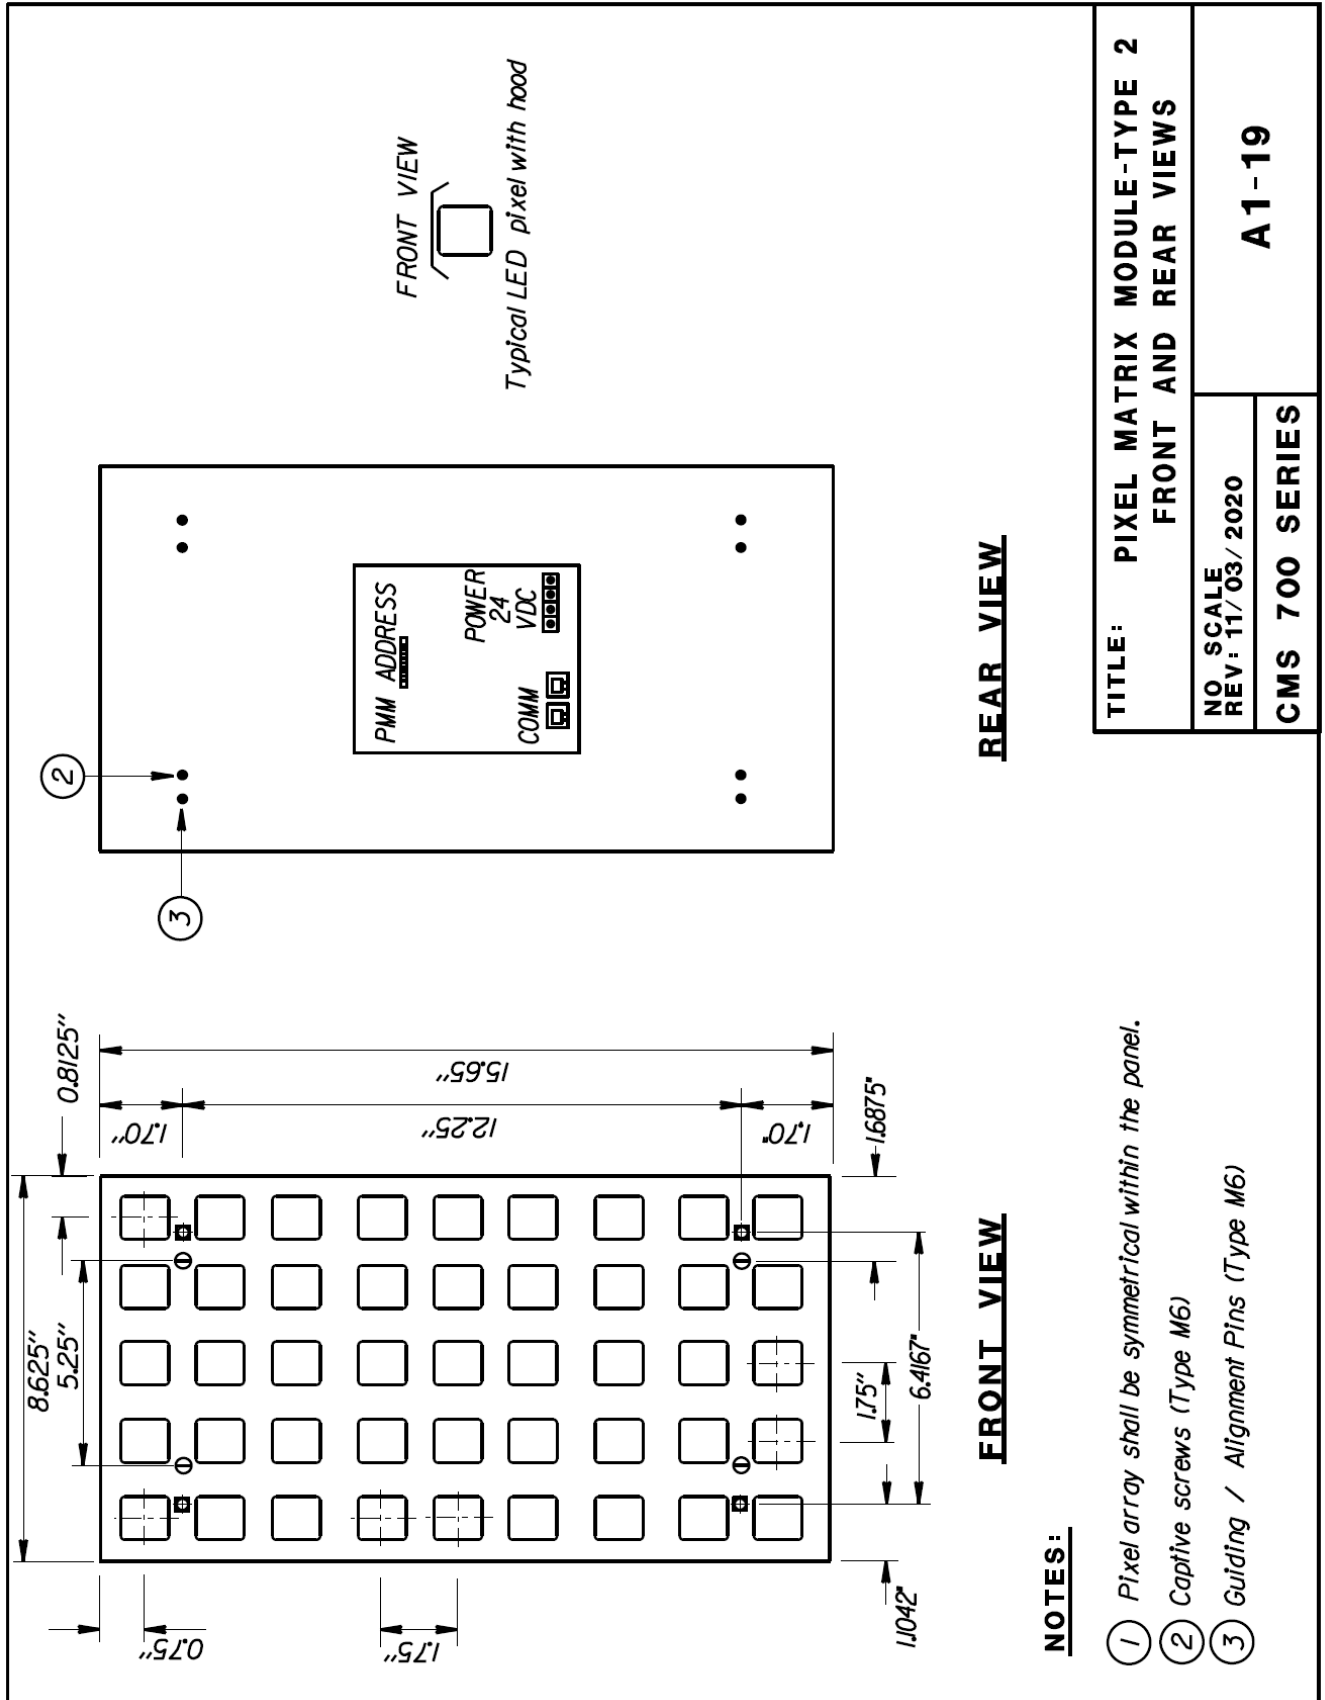 8.625"
5.25"
0.8125"
15.65"
1.70"
12.25"
1.70"
1.6875"
6.4167"
1.75"
1.1042"
0.75"
1.75"
FRONT VIEW
2
3
PMM ADDRESS
POWER
24
VDC
COMM
REAR VIEW
FRONT VIEW
Typical LED pixel with hood
NOTES:
1 Pixel array shall be symmetrical within the panel.
2 Captive screws (Type M6)
3 Guiding / Alignment Pins (Type M6)
TITLE: PIXEL MATRIX MODULE-TYPE 2
FRONT AND REAR VIEWS
NO SCALE
REV: 11/03/2020
CMS 700 SERIES
A1-19